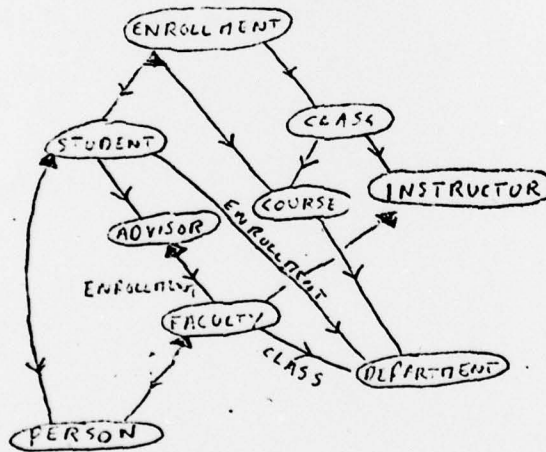 ENROLLMENT
CLASS
STUDENT
INSTRUCTOR
COURSE
ENROLLMENT
ADVISOR
ENROLLMENT
FACULTY
CLASS
DEPARTMENT
PERSON